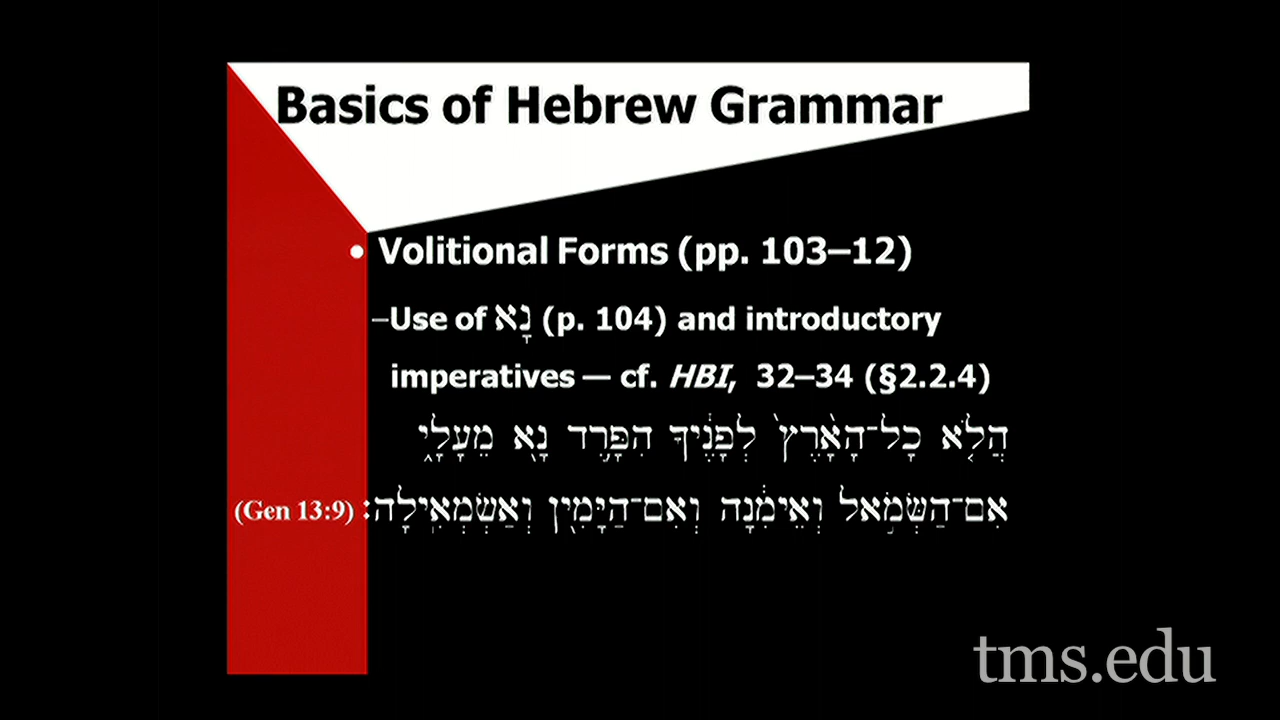 Basics of Hebrew Grammar
• Volitional Forms (pp. 103–12)
–Use of נָא (p. 104) and introductory
imperatives — cf. HBI, 32–34 (§2.2.4)
הֲלֹ֤א כָל־הָאָ֙רֶץ֙ לְפָנֶ֔יךָ הִפָּ֥רֶד נָ֖א מֵעָלָ֑י
אִם־הַשְּׂמֹ֣אל וְאֵימִ֔נָה וְאִם־הַיָּמִ֖ין וְאַשְׂמְאִֽילָה׃ (Gen 13:9)
tms.edu